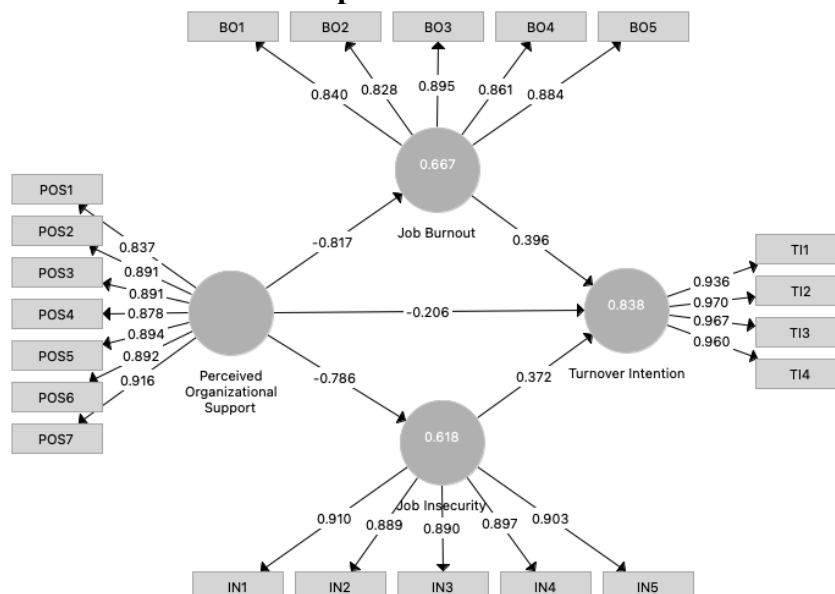 BO1 BO2 BO3 BO4 BO5
0.840 0.828 0.895 0.861 0.884
0.667
Job Burnout
POS1
POS2
POS3
POS4
POS5
POS6
POS7
0.837
0.891
0.891
0.878
0.894
0.892
0.916
Perceived
Organizational
Support
-0.817
-0.206
-0.786
0.396
0.372
0.838
Turnover Intention
0.936
0.970
0.967
0.960
TI1
TI2
TI3
TI4
0.618
Job Insecurity
0.910 0.889 0.890 0.897 0.903
IN1 IN2 IN3 IN4 IN5